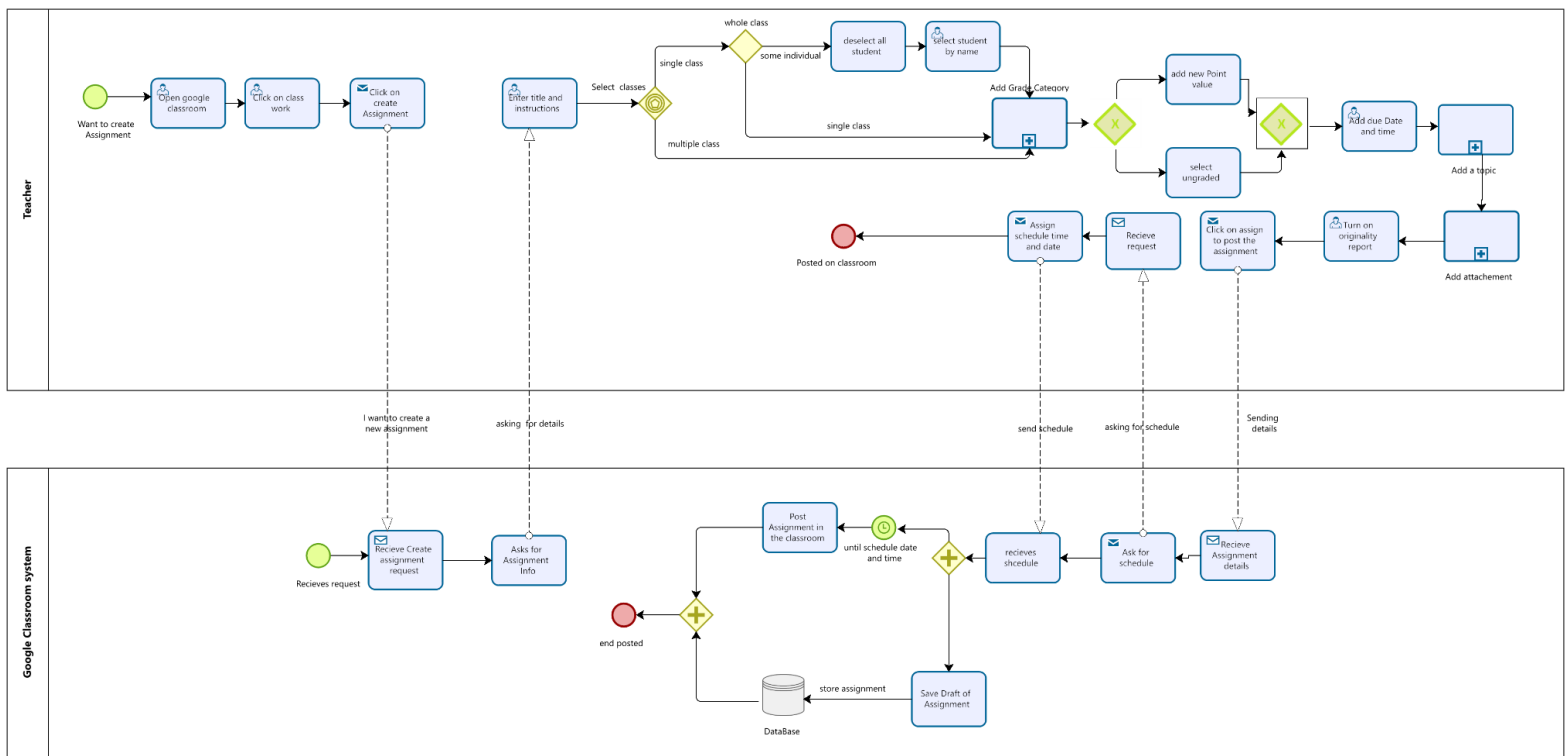 Teacher
Want to create
Assignment
Open google
classroom
Click on class
work
Click on
create
Assignment
Enter title and
instructions
Select classes
single class
whole class
some individual
deselect all
student
select student
by name
single class
multiple class
Add Grade Category
X
add new Point
value
select
ungraded
X
Add due Date
and time
Add a topic
Add attachement
Turn on
originality
report
Click on assign
to post the
assignment
Recieve
request
Assign
schedule time
and date
Posted on classroom
I want to create a
new assignment
asking for details
send schedule
asking for schedule
Sending
details
Google Classroom system
Recieves request
Recieve Create
assignment
request
Asks for
Assignment
Info
Post
Assignment in
the classroom
until schedule date
and time
recieves
shcedule
Ask for
schedule
Recieve
Assignment
details
end posted
store assignment
DataBase
Save Draft of
Assignment